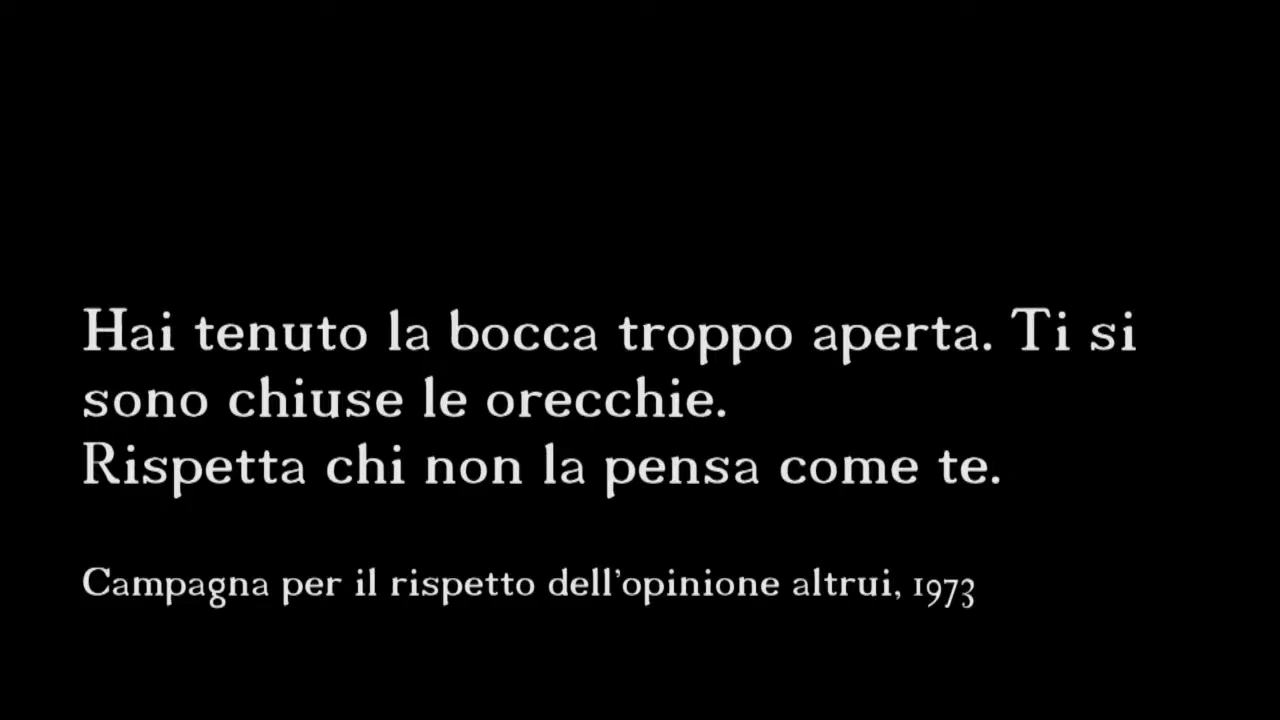 Hai tenuto la bocca troppo aperta. Ti si
sono chiuse le orecchie.
Rispetta chi non la pensa come te.
Campagna per il rispetto dell’opinione altrui, 1973